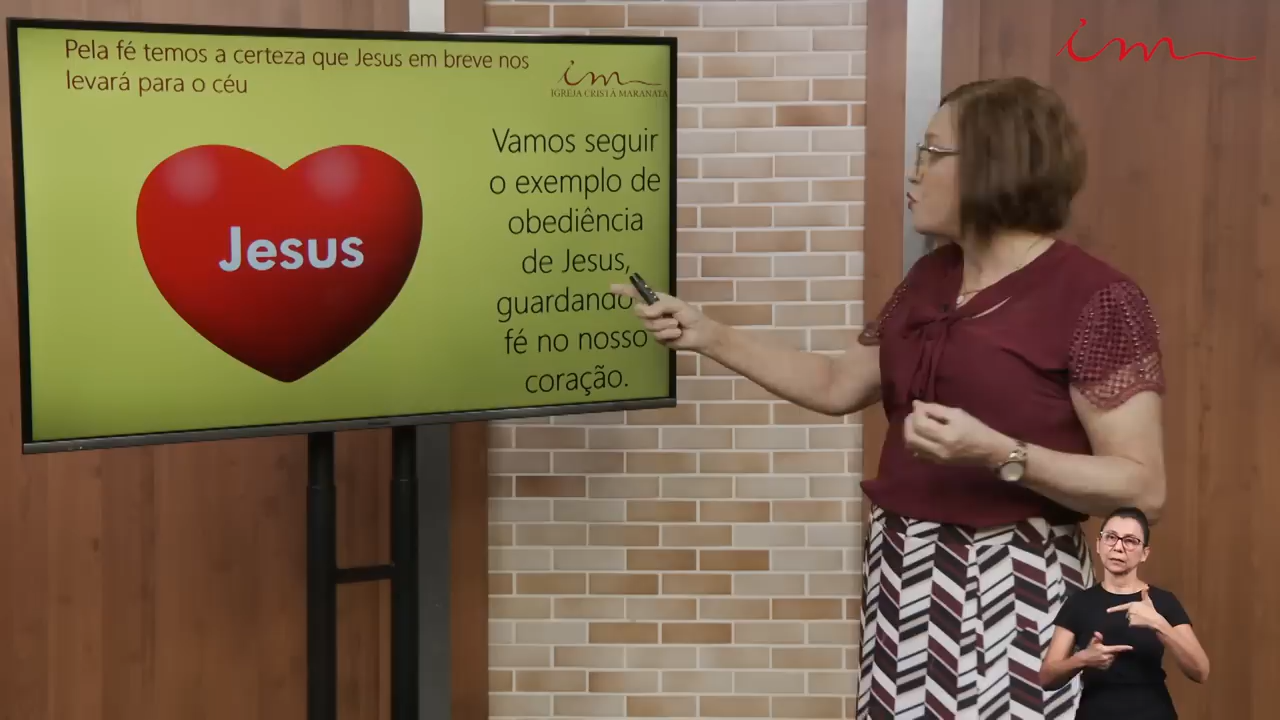 Pela fé temos a certeza que Jesus em breve nos
levará para o céu
im
IGREJA CRISTÃ MARANATA
Jesus
Vamos seguir
o exemplo de
obediência
de Jesus,
guardando
fé no nosso
coração.
im